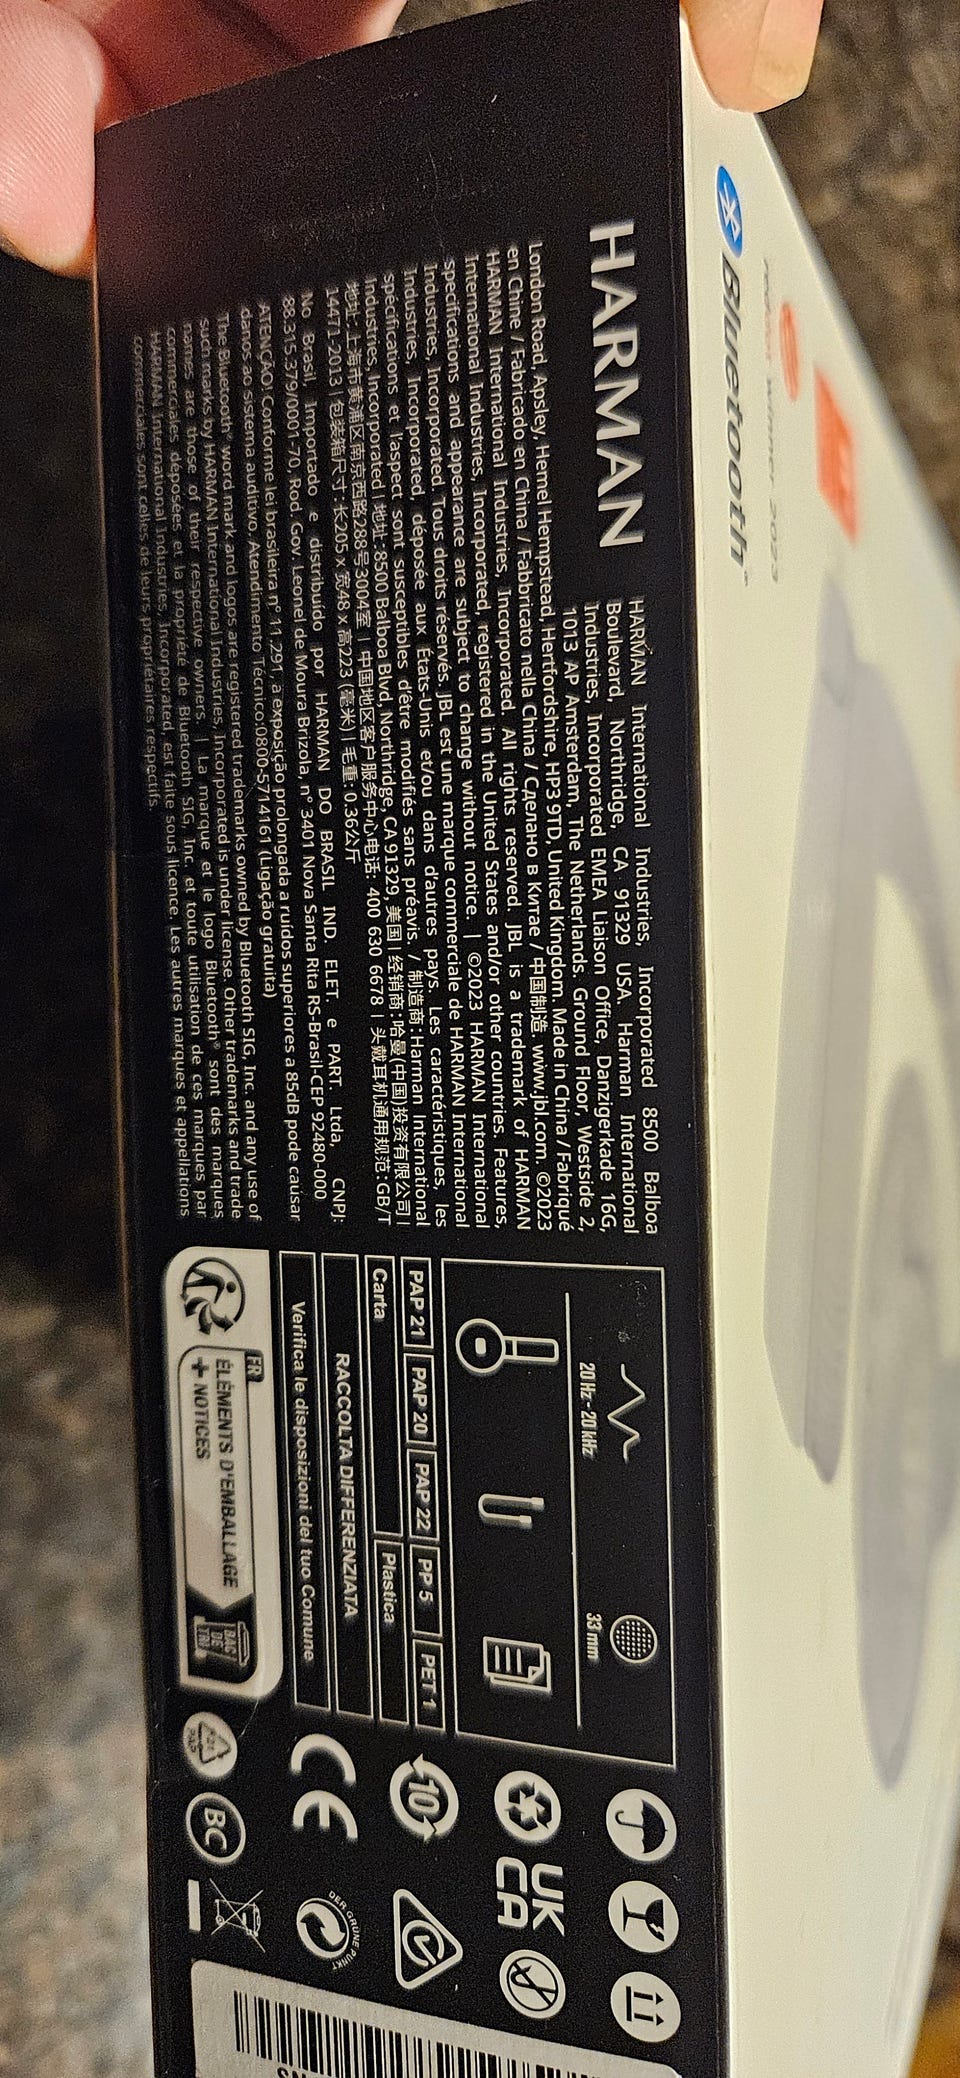 Bluetooth®
reddot winner 2023
HARMAN
HARMAN International Industries, Incorporated 8500 Balboa
Boulevard, Northridge, CA 91329 USA. Harman International
Industries, Incorporated EMEA Liaison Office, Danzigerkade 16G,
1013 AP Amsterdam, The Netherlands. Ground Floor, Westside 2,
London Road, Apsley, Hemel Hempstead, Hertfordshire, HP3 9TD, United Kingdom. Made in China / Fabriqué
en Chine / Fabricado en China / Fabbricato nella China / Сделано в Китае / 中国制造. www.jbl.com. ©2023
HARMAN International Industries, Incorporated. All rights reserved. JBL is a trademark of HARMAN
International Industries, Incorporated, registered in the United States and/or other countries. Features,
specifications and appearance are subject to change without notice. | ©2023 HARMAN International
Industries, Incorporated. Tous droits réservés. JBL est une marque commerciale de HARMAN International
Industries, Incorporated, déposée aux États-Unis et/ou dans d'autres pays. Les caractéristiques, les
spécifications et l'aspect sont susceptibles d'être modifiés sans préavis. / 制造商:Harman International
Industries, Incorporated | 地址: 8500 Balboa Blvd, Northridge, CA 91329, 美国 | 经销商:哈曼(中国)投资有限公司 |
地址:上海市黄浦区南京西路288号3004室 | 中国地区客户服务中心电话: 400 630 6678 | 头戴耳机通用规范:GB/T
14471-2013 | 包装箱尺寸: 长205 x 宽48 x 高223 (毫米) | 毛重: 0.36公斤
No Brasil, Importado e distribuído por HARMAN DO BRASIL IND. ELET. e PART. Ltda, CNPJ:
88.315.379/0001-70, Rod. Gov. Leonel de Moura Brizola, n° 3401 Nova Santa Rita RS-Brasil-CEP 92480-000
ATENÇÃO: Conforme lei brasileira n° 11.291, a exposição prolongada a ruídos superiores a 85dB pode causar
danos ao sistema auditivo. Atendimento Técnico:0800-5714161 (Ligação gratuita)
The Bluetooth® word mark and logos are registered trademarks owned by Bluetooth SIG, Inc. and any use of
such marks by HARMAN International Industries, Incorporated is under license. Other trademarks and trade
names are those of their respective owners. | La marque et le logo Bluetooth® sont des marques
commerciales déposées et la propriété de Bluetooth SIG, Inc. et toute utilisation de ces marques par
HARMAN International Industries, Incorporated, est faite sous licence. Les autres marques et appellations
commerciales sont celles de leurs propriétaires respectifs.
20 Hz - 20 kHz
33 mm
PAP 21 PAP 20 PAP 22 PP 5 PET 1
Carta Plastica
RACCOLTA DIFFERENZIATA
Verifica le disposizioni del tuo Comune
FR
ÉLÉMENTS D'EMBALLAGE
+ NOTICES
BAC
DE
TRI
UK
CA
10
CE
DER GRÜNE PUNKT
PAP
BC
SN